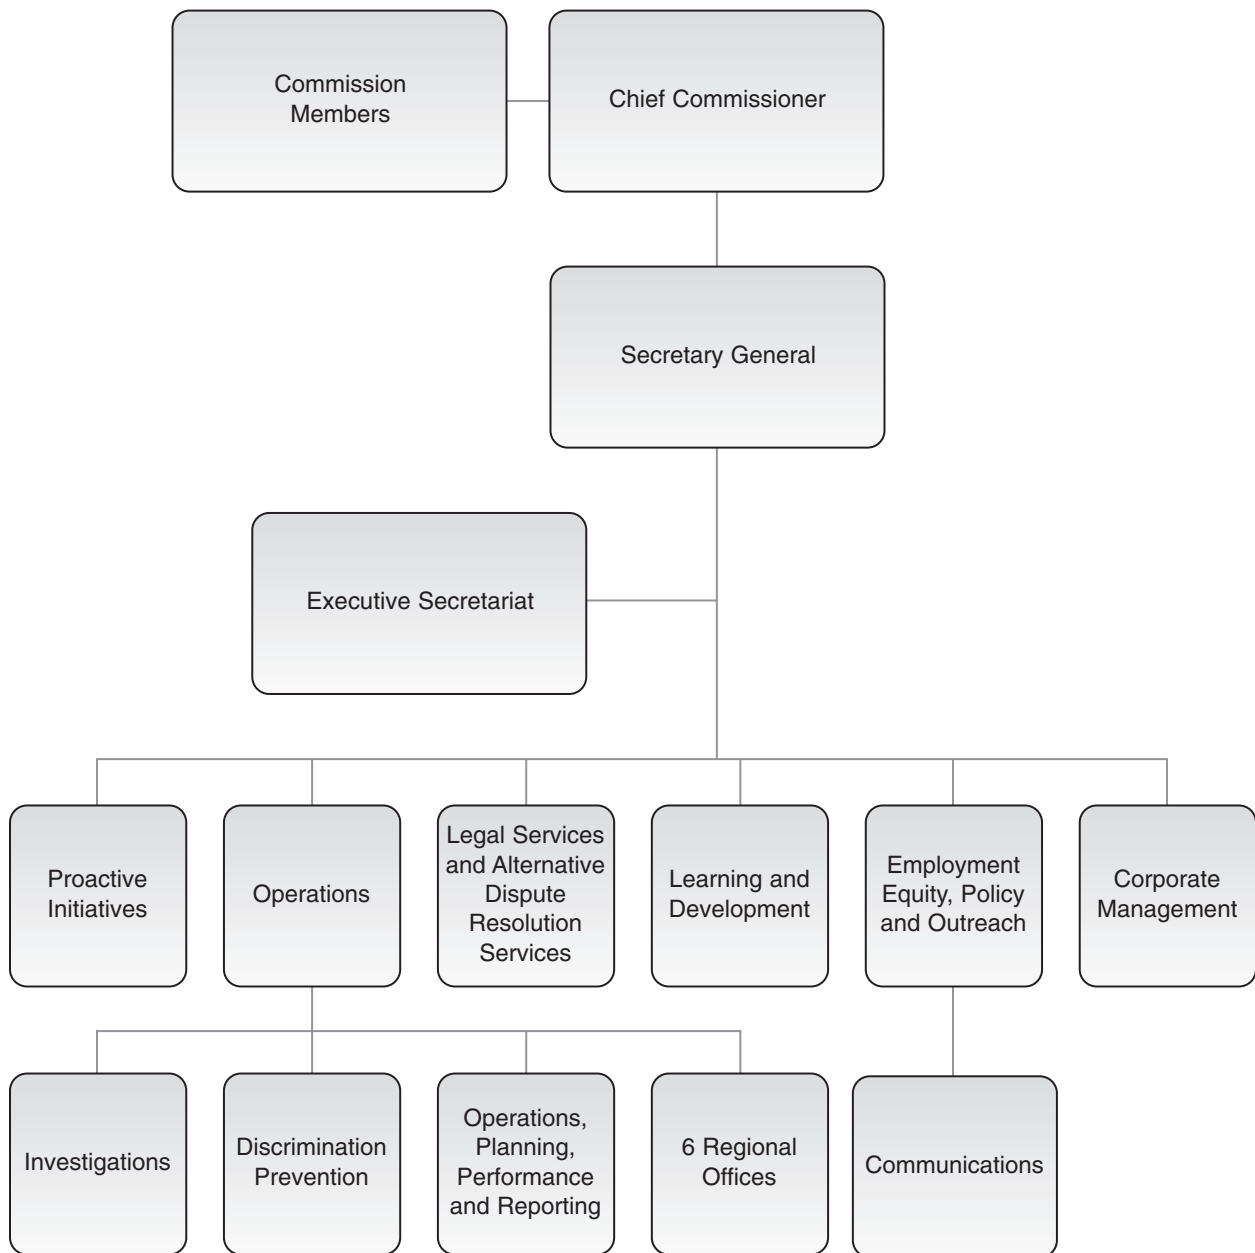 Commission
Members
Chief Commissioner
Secretary General
Executive Secretariat
Proactive
Initiatives
Operations
Legal Services
and Alternative
Dispute
Resolution
Services
Learning and
Development
Employment
Equity, Policy
and Outreach
Corporate
Management
Investigations
Discrimination
Prevention
Operations,
Planning,
Performance
and Reporting
6 Regional
Offices
Communications